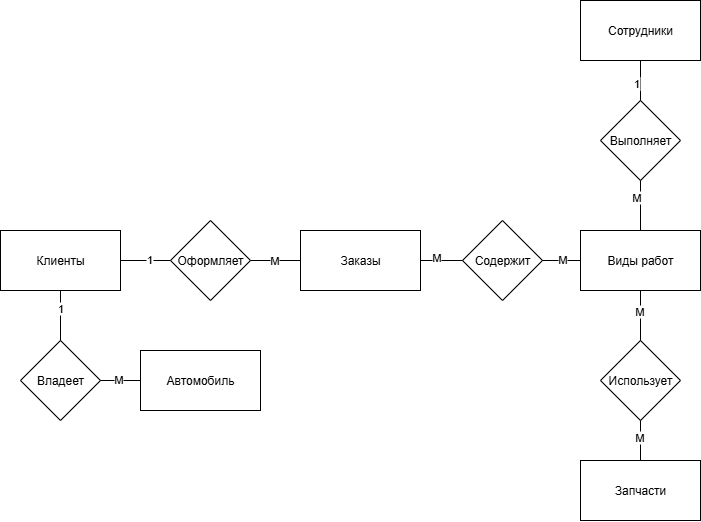 Сотрудники
1
Выполняет
М
Клиенты
1
Оформляет
М
Заказы
М
Содержит
М
Виды работ
1
М
Владеет
М
Автомобиль
Использует
М
Запчасти